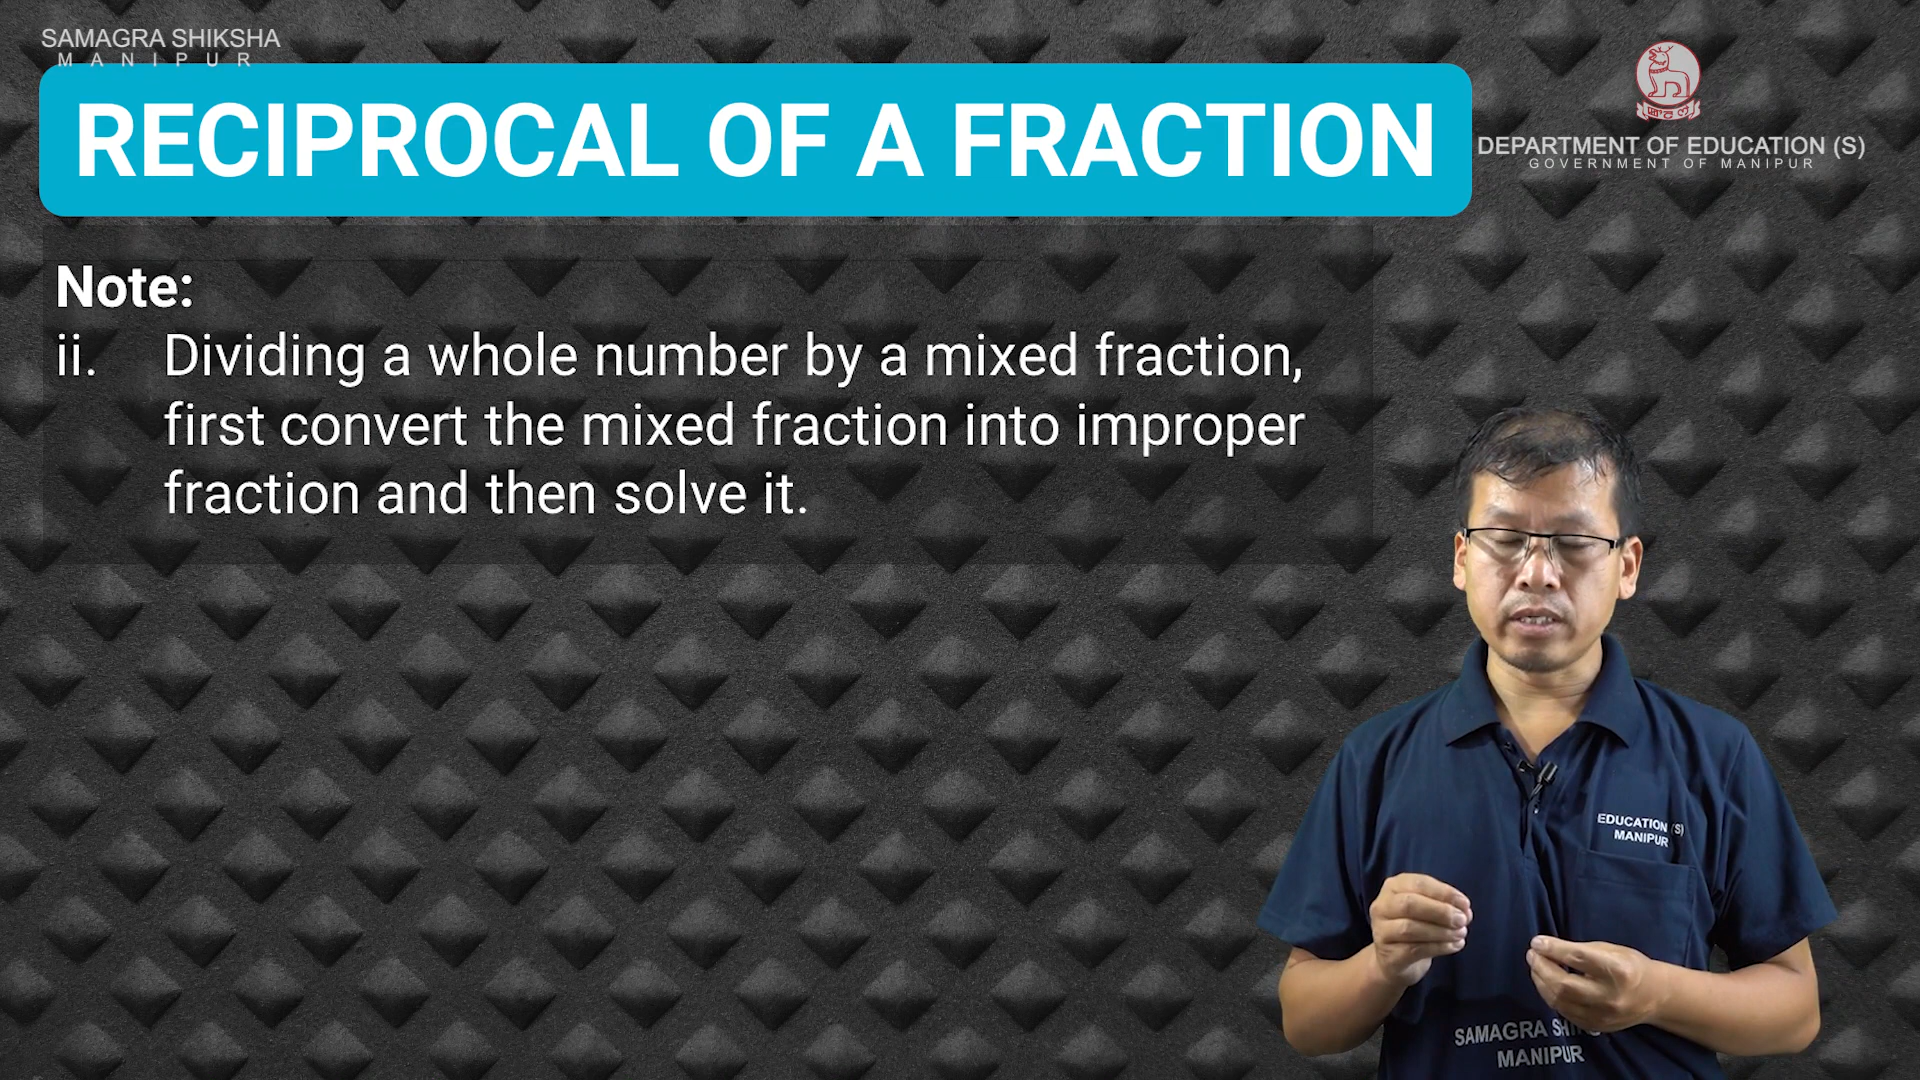 SAMAGRA SHIKSHA
MANIPUR
RECIPROCAL OF A FRACTION
DEPARTMENT OF EDUCATION (S)
GOVERNMENT OF MANIPUR
Note:
ii. Dividing a whole number by a mixed fraction,
first convert the mixed fraction into improper
fraction and then solve it.
EDUCATION (S)
MANIPUR
SAMAGRA
MANIPUR